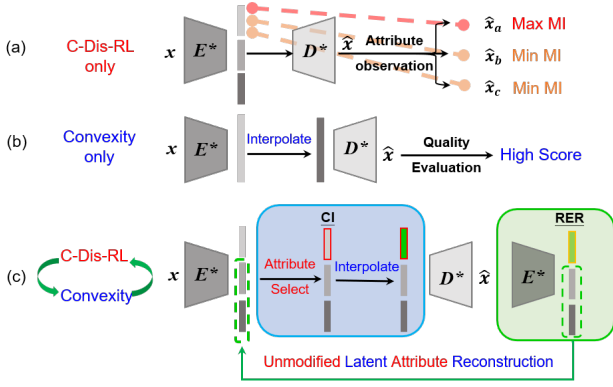 (a)
C-Dis-RL
only
x
E*
D*
x̂
Attribute
observation
x̂a Max MI
x̂b Min MI
x̂c Min MI
(b)
Convexity
only
x
E*
Interpolate
D*
x̂
Quality
Evaluation
High Score
(c)
C-Dis-RL
Convexity
x
E*
CI
Attribute
Select
Interpolate
D*
x̂
RER
E*
Unmodified Latent Attribute Reconstruction